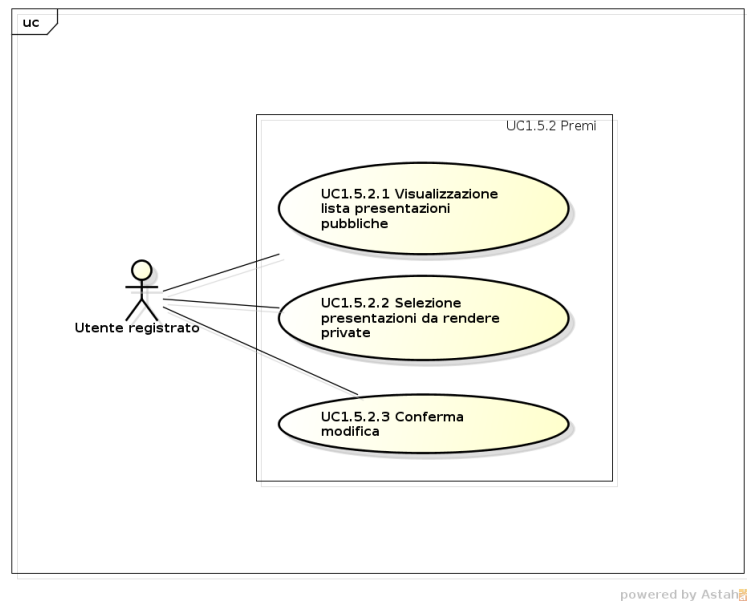 uc
UC1.5.2 Premi
UC1.5.2.1 Visualizzazione
lista presentazioni
pubbliche
UC1.5.2.2 Selezione
presentazioni da rendere
private
Utente registrato
UC1.5.2.3 Conferma
modifica
powered by Astah